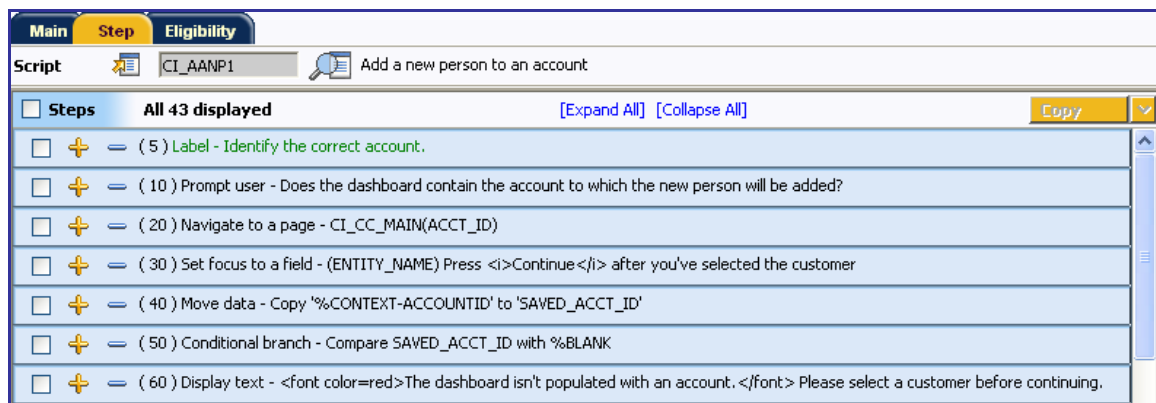 Main Step Eligibility
Script CI_AANP1 Add a new person to an account
Steps All 43 displayed [Expand All] [Collapse All] Copy
( 5 ) Label - Identify the correct account.
( 10 ) Prompt user - Does the dashboard contain the account to which the new person will be added?
( 20 ) Navigate to a page - CI_CC_MAIN(ACCT_ID)
( 30 ) Set focus to a field - (ENTITY_NAME) Press <i>Continue</i> after you've selected the customer
( 40 ) Move data - Copy '%CONTEXT-ACCOUNTID' to 'SAVED_ACCT_ID'
( 50 ) Conditional branch - Compare SAVED_ACCT_ID with %BLANK
( 60 ) Display text - <font color=red>The dashboard isn't populated with an account.</font> Please select a customer before continuing.